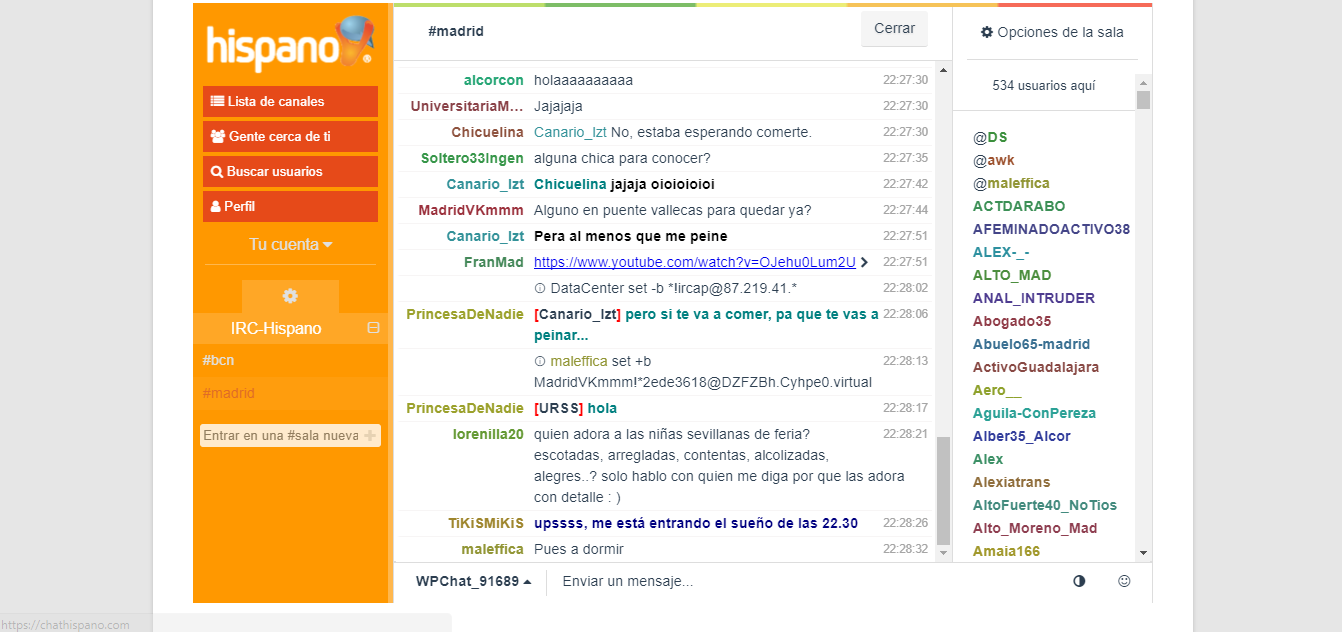 hispano®
Lista de canales
Gente cerca de ti
Buscar usuarios
Perfil
Tu cuenta
IRC-Hispano
#bcn
#madrid
Entrar en una #sala nueva
#madrid
Cerrar
alcorcon holaaaaaaaaaa 22:27:30
UniversitariaM... Jajajaja 22:27:30
Chicuelina Canario_lzt No, estaba esperando comerte. 22:27:30
Soltero33Ingen alguna chica para conocer? 22:27:35
Canario_lzt Chicuelina jajaja oioioioioi 22:27:42
MadridVKmmm Alguno en puente vallecas para quedar ya? 22:27:44
Canario_lzt Pera al menos que me peine 22:27:51
FranMad https://www.youtube.com/watch?v=OJehu0Lum2U 22:27:51
DataCenter set -b *!ircap@87.219.41.* 22:28:02
PrincesaDeNadie [Canario_lzt] pero si te va a comer, pa que te vas a 22:28:06
peinar...
maleffica set +b 22:28:13
MadridVKmmm!*2ede3618@DZFZBh.Cyhpe0.virtual
PrincesaDeNadie [URSS] hola 22:28:17
lorenilla20 quien adora a las niñas sevillanas de feria? 22:28:21
escotadas, arregladas, contentas, alcolizadas,
alegres..? solo hablo con quien me diga por que las adora
con detalle : )
TiKiSMiKiS upssss, me está entrando el sueño de las 22.30 22:28:26
maleffica Pues a dormir 22:28:32
WPChat_91689 Enviar un mensaje...
Opciones de la sala
534 usuarios aquí
@DS
@awk
@maleffica
ACTDARABO
AFEMINADOACTIVO38
ALEX-_-
ALTO_MAD
ANAL_INTRUDER
Abogado35
Abuelo65-madrid
ActivoGuadalajara
Aero__
Aguila-ConPereza
Alber35_Alcor
Alex
Alexiatrans
AltoFuerte40_NoTios
Alto_Moreno_Mad
Amaia166
https://chathispano.com